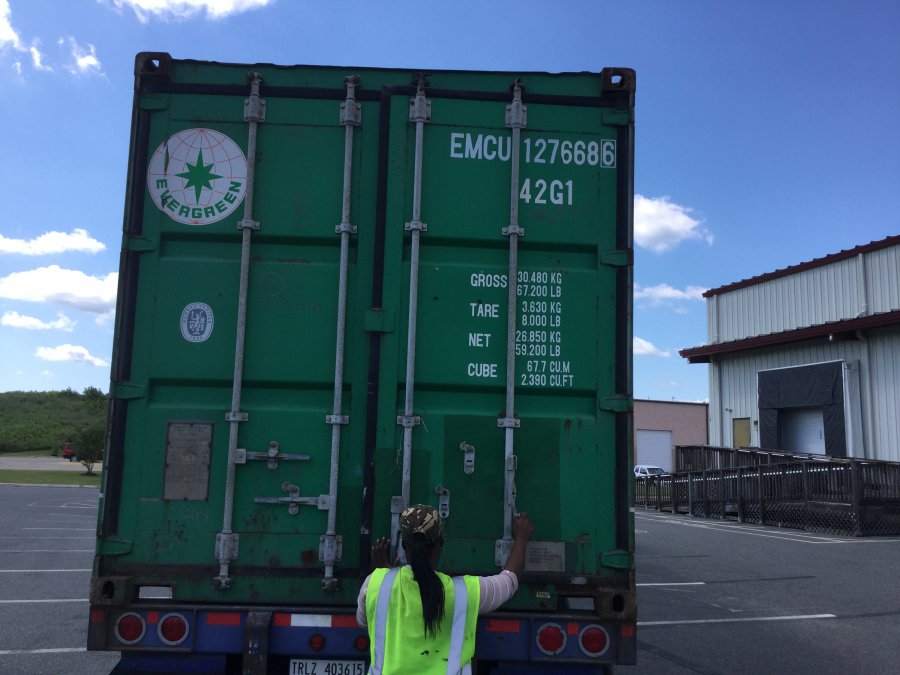 EVERGREEN
EMCU 127668 6
42G1
GROSS 30.480 KG
67.200 LB
TARE 3.630 KG
8.000 LB
NET 26.850 KG
59.200 LB
CUBE 67.7 CU.M
2.390 CU.FT
TRLZ 403615